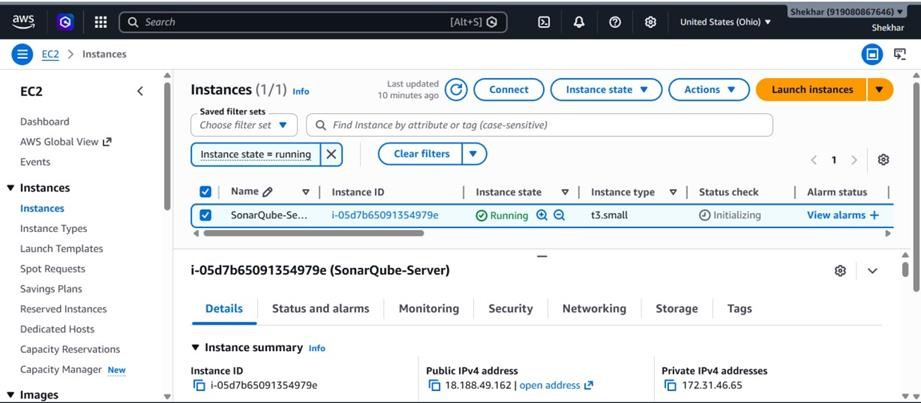 aws
Search
[Alt+S]
United States (Ohio)
Shekhar (919080867646)
Shekhar
EC2 > Instances
EC2
Dashboard
AWS Global View
Events
Instances
Instances
Instance Types
Launch Templates
Spot Requests
Savings Plans
Reserved Instances
Dedicated Hosts
Capacity Reservations
Capacity Manager New
Images
Instances (1/1) Info
Last updated
10 minutes ago
Connect
Instance state
Actions
Launch instances
Saved filter sets
Choose filter set
Find Instance by attribute or tag (case-sensitive)
Instance state = running
Clear filters
1
Name Instance ID Instance state Instance type Status check Alarm status
SonarQube-Se... i-05d7b65091354979e Running t3.small Initializing View alarms +
i-05d7b65091354979e (SonarQube-Server)
Details Status and alarms Monitoring Security Networking Storage Tags
Instance summary Info
Instance ID Public IPv4 address Private IPv4 addresses
i-05d7b65091354979e 18.188.49.162 | open address 172.31.46.65